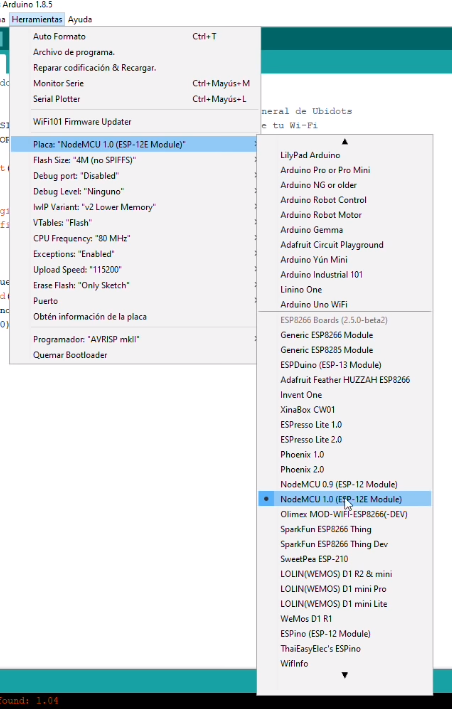 Arduino 1.8.5
Herramientas Ayuda
Auto Formato Ctrl+T
Archivo de programa.
Reparar codificación & Recargar.
Monitor Serie Ctrl+Mayús+M
Serial Plotter Ctrl+Mayús+L
WiFi101 Firmware Updater
neral de Ubidots
e tu Wi-Fi
Placa: "NodeMCU 1.0 (ESP-12E Module)"
Flash Size: "4M (no SPIFFS)"
Debug port: "Disabled"
Debug Level: "Ninguno"
lwIP Variant: "v2 Lower Memory"
VTables: "Flash"
CPU Frequency: "80 MHz"
Exceptions: "Enabled"
Upload Speed: "115200"
Erase Flash: "Only Sketch"
Puerto
Obtén información de la placa
Programador: "AVRISP mkII"
Quemar Bootloader
LilyPad Arduino
Arduino Pro or Pro Mini
Arduino NG or older
Arduino Robot Control
Arduino Robot Motor
Arduino Gemma
Adafruit Circuit Playground
Arduino Yún Mini
Arduino Industrial 101
Linino One
Arduino Uno WiFi
ESP8266 Boards (2.5.0-beta2)
Generic ESP8266 Module
Generic ESP8285 Module
ESPDuino (ESP-13 Module)
Adafruit Feather HUZZAH ESP8266
Invent One
XinaBox CW01
ESPresso Lite 1.0
ESPresso Lite 2.0
Phoenix 1.0
Phoenix 2.0
NodeMCU 0.9 (ESP-12 Module)
NodeMCU 1.0 (ESP-12E Module)
Olimex MOD-WIFI-ESP8266(-DEV)
SparkFun ESP8266 Thing
SparkFun ESP8266 Thing Dev
SweetPea ESP-210
LOLIN(WEMOS) D1 R2 & mini
LOLIN(WEMOS) D1 mini Pro
LOLIN(WEMOS) D1 mini Lite
WeMos D1 R1
ESPino (ESP-12 Module)
ThaiEasyElec's ESPino
WifInfo
found: 1.04